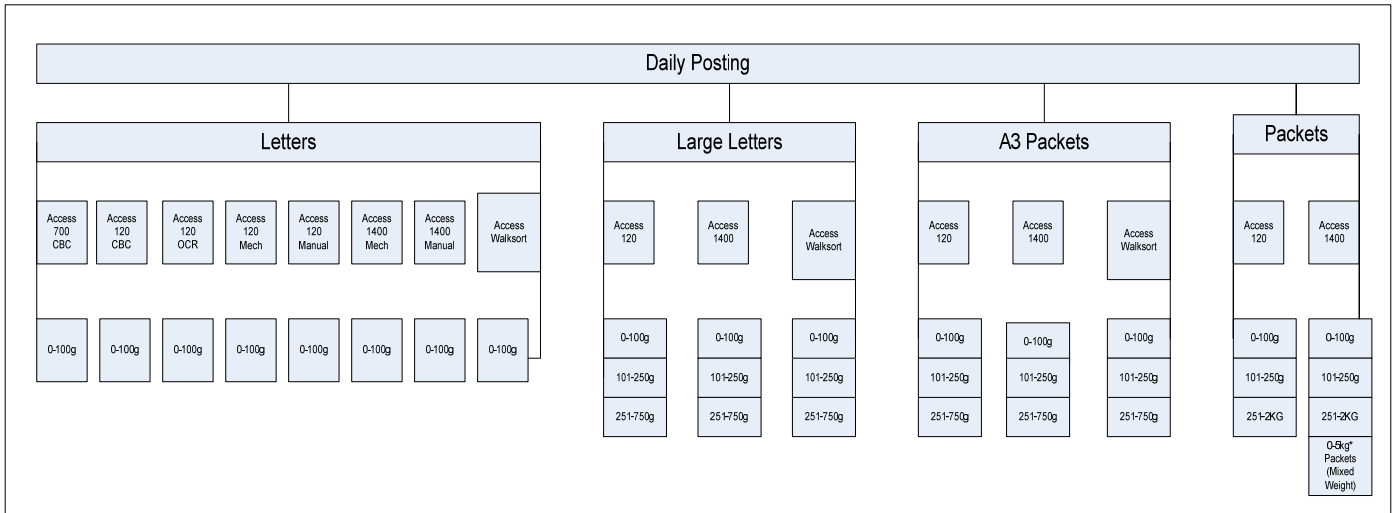 Daily Posting
Letters
Large Letters
A3 Packets
Packets
Access
700
CBC
Access
120
CBC
Access
120
OCR
Access
120
Mech
Access
120
Manual
Access
1400
Mech
Access
1400
Manual
Access
Walksort
Access
120
Access
1400
Access
Walksort
Access
120
Access
1400
Access
Walksort
Access
120
Access
1400
0-100g
0-100g
0-100g
0-100g
0-100g
0-100g
0-100g
0-100g
0-100g
101-250g
251-750g
0-100g
101-250g
251-750g
0-100g
101-250g
251-750g
0-100g
101-250g
251-750g
0-100g
101-250g
251-750g
0-100g
101-250g
251-750g
0-100g
101-250g
251-2KG
0-100g
101-250g
251-2KG
0-5kg*
Packets
(Mixed
Weight)